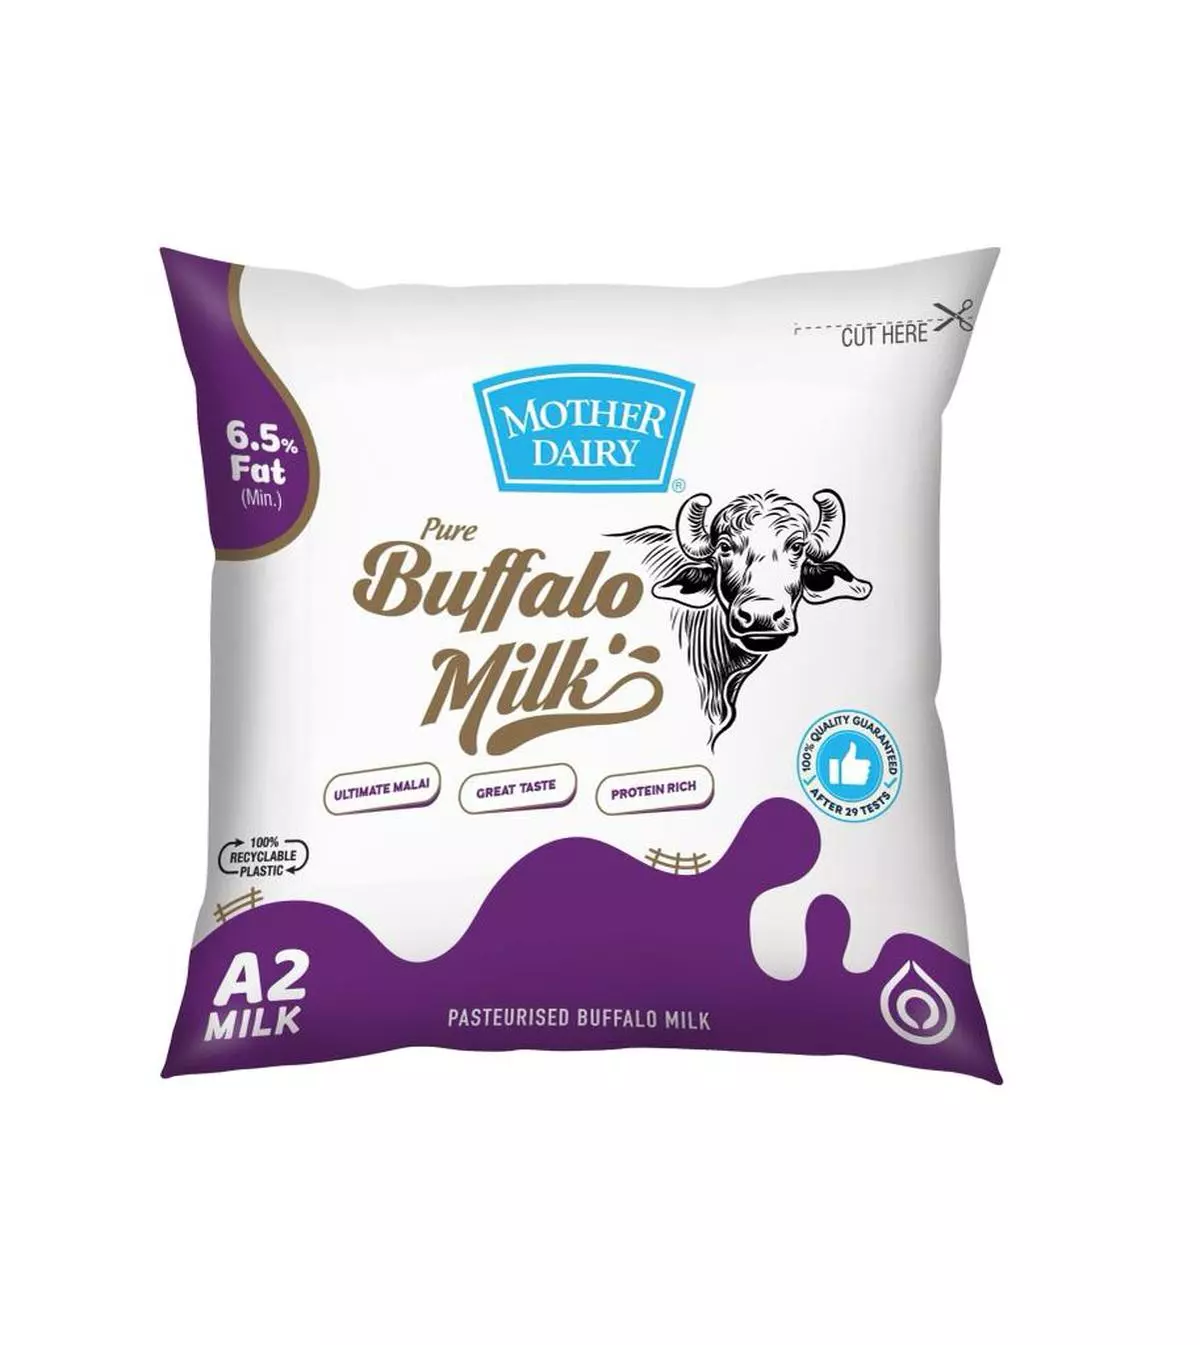 6.5%
Fat
(Min.)
CUT HERE
MOTHER
DAIRY
®
Pure
Buffalo
Milk
ULTIMATE MALAI
GREAT TASTE
PROTEIN RICH
100% QUALITY GUARANTEED
AFTER 29 TESTS
100%
RECYCLABLE
PLASTIC
A2
MILK
PASTEURISED BUFFALO MILK